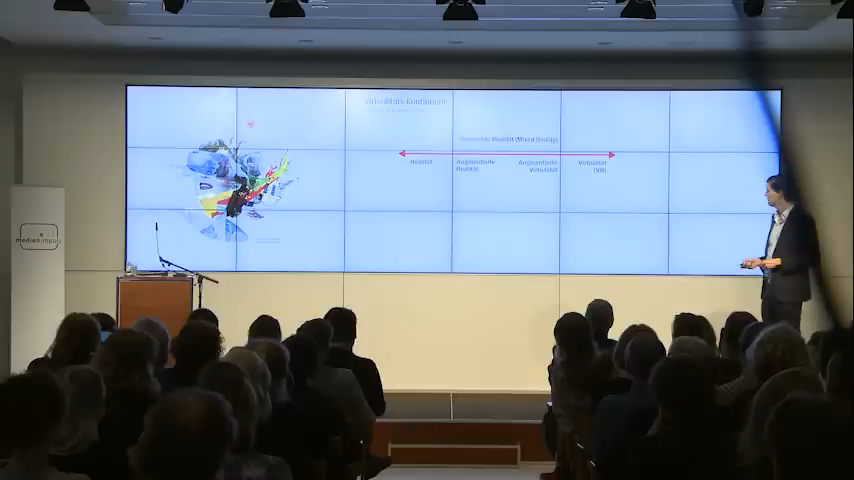 Virtualitäts-Kontinuum
Gemischte Realität (Mixed Reality)
Realität
Augmentierte
Realität
Augmentierte
Virtualität
Virtualität
(VR)
medienimpuls